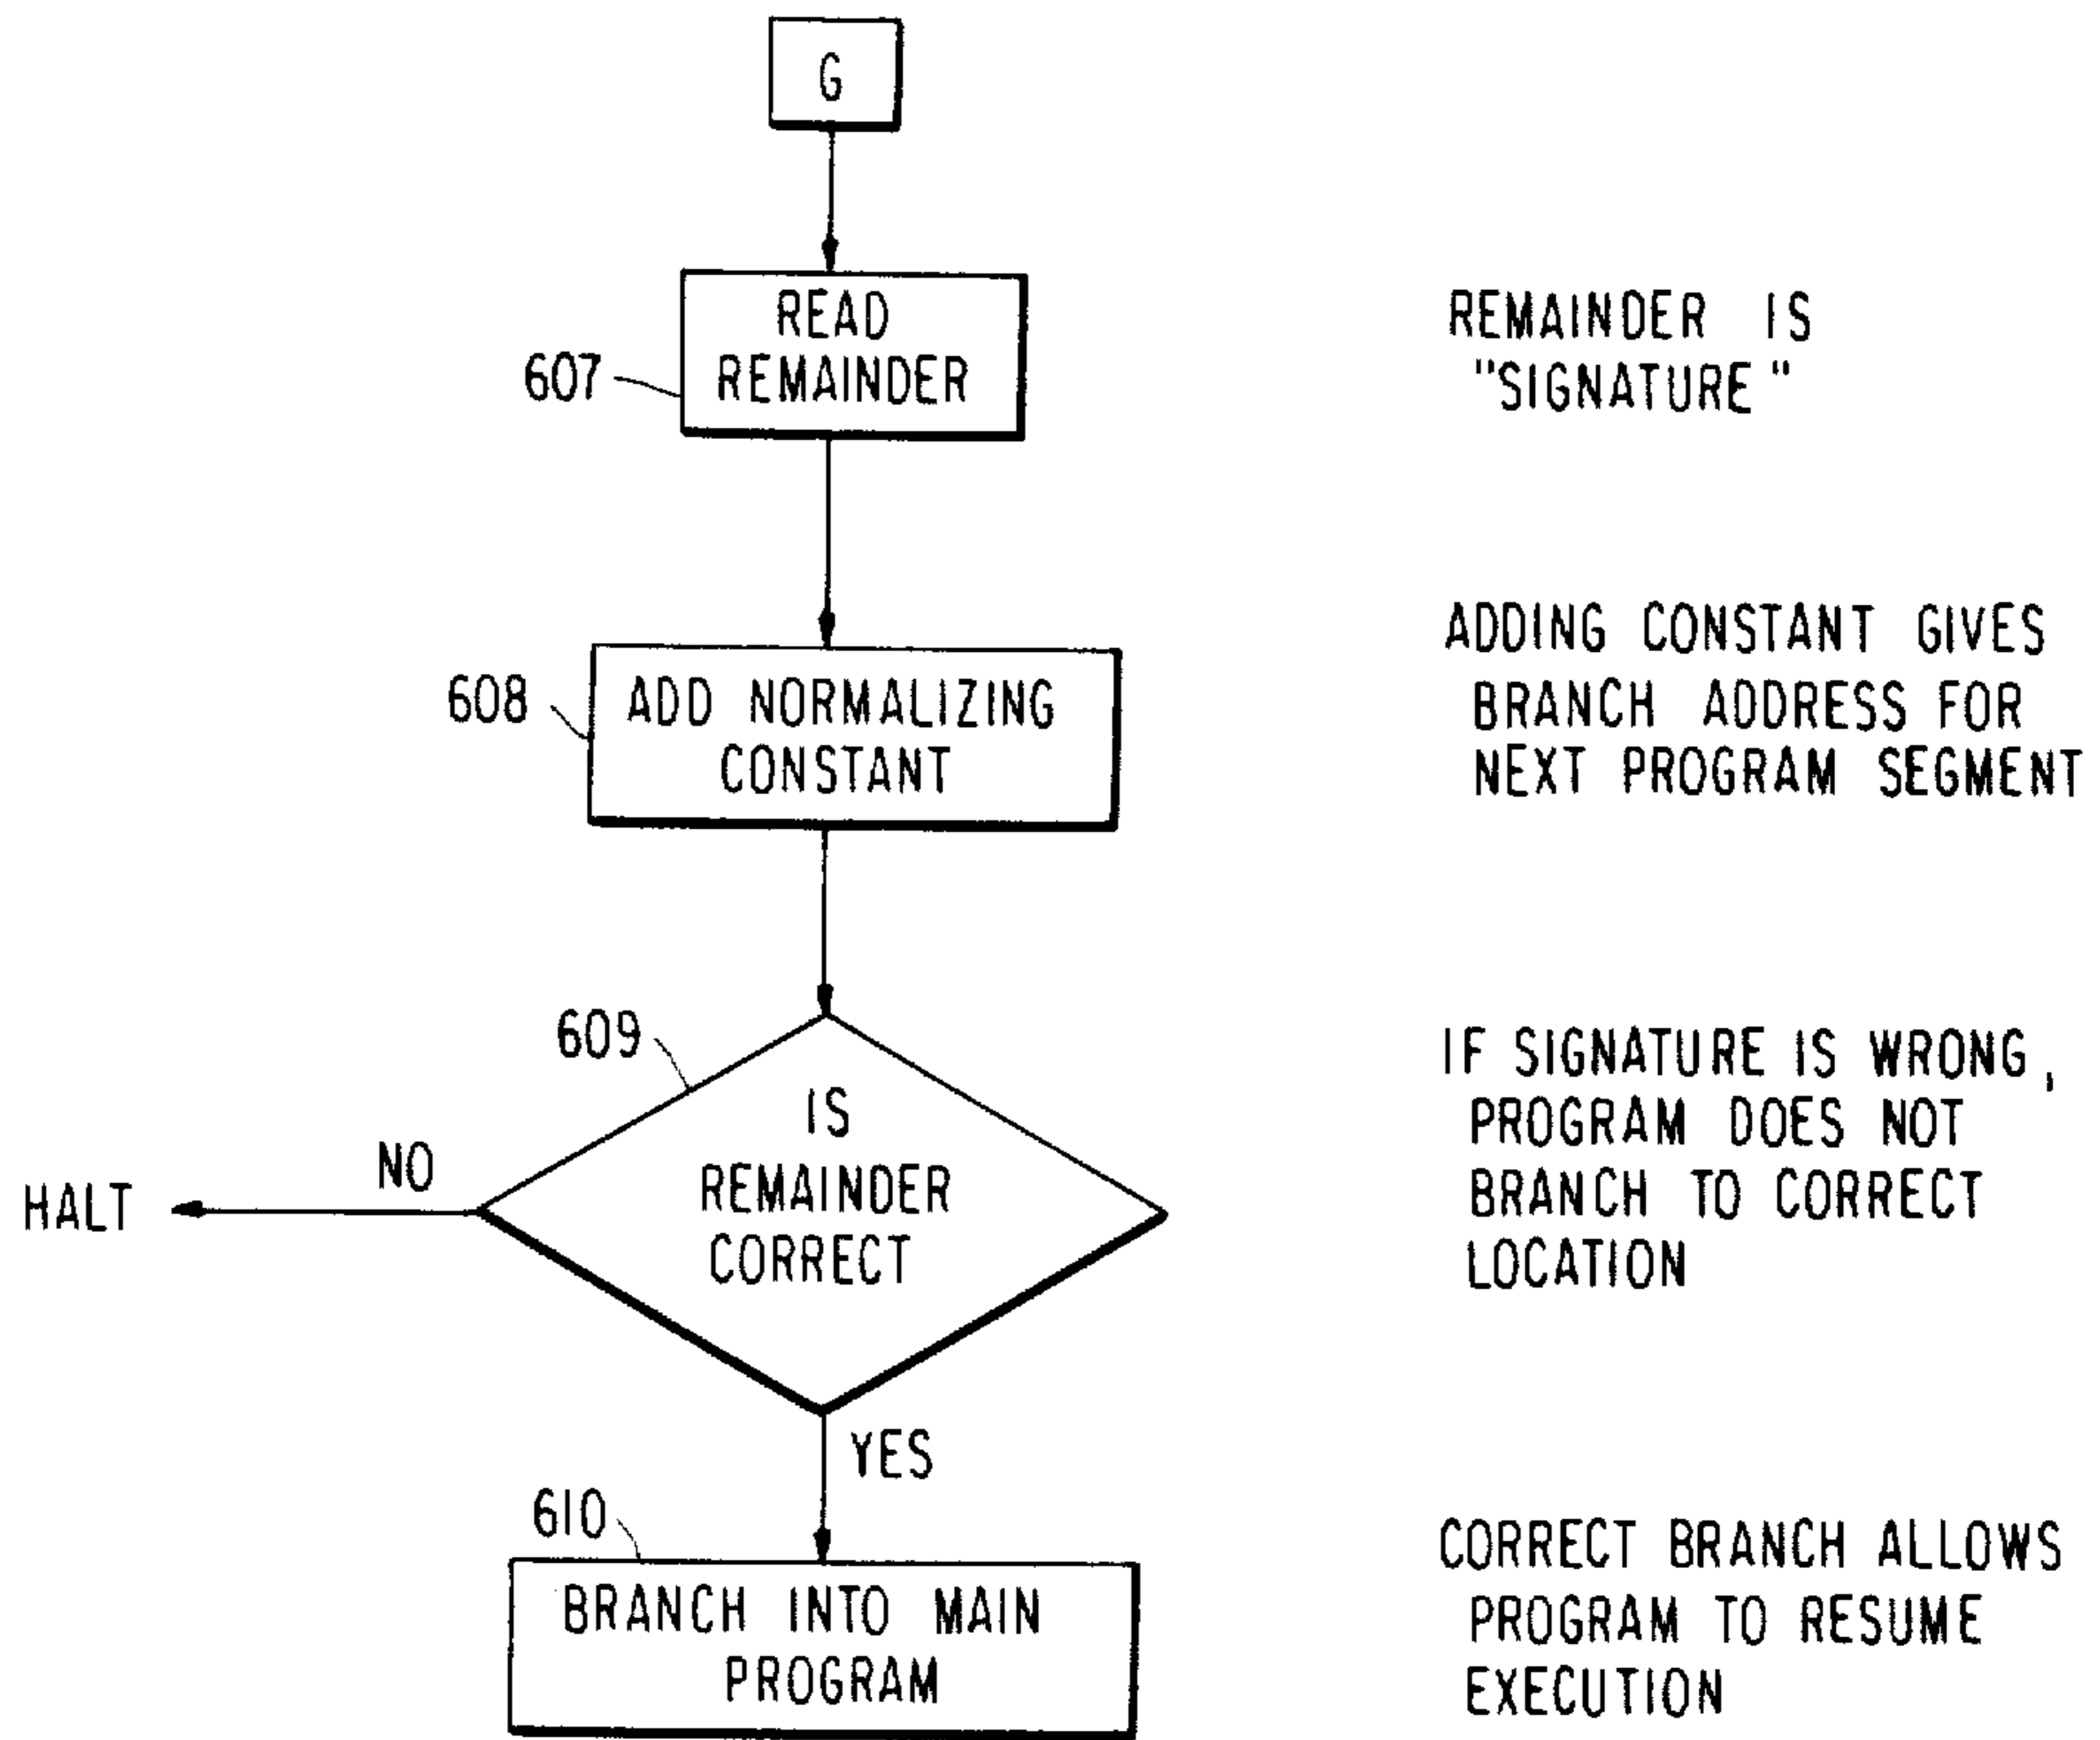 G
READ
REMAINDER
607
REMAINDER IS
"SIGNATURE"
608
ADD NORMALIZING
CONSTANT
ADDING CONSTANT GIVES
BRANCH ADDRESS FOR
NEXT PROGRAM SEGMENT
609
IS
REMAINDER
CORRECT
NO
HALT
YES
IF SIGNATURE IS WRONG,
PROGRAM DOES NOT
BRANCH TO CORRECT
LOCATION
610
BRANCH INTO MAIN
PROGRAM
CORRECT BRANCH ALLOWS
PROGRAM TO RESUME
EXECUTION